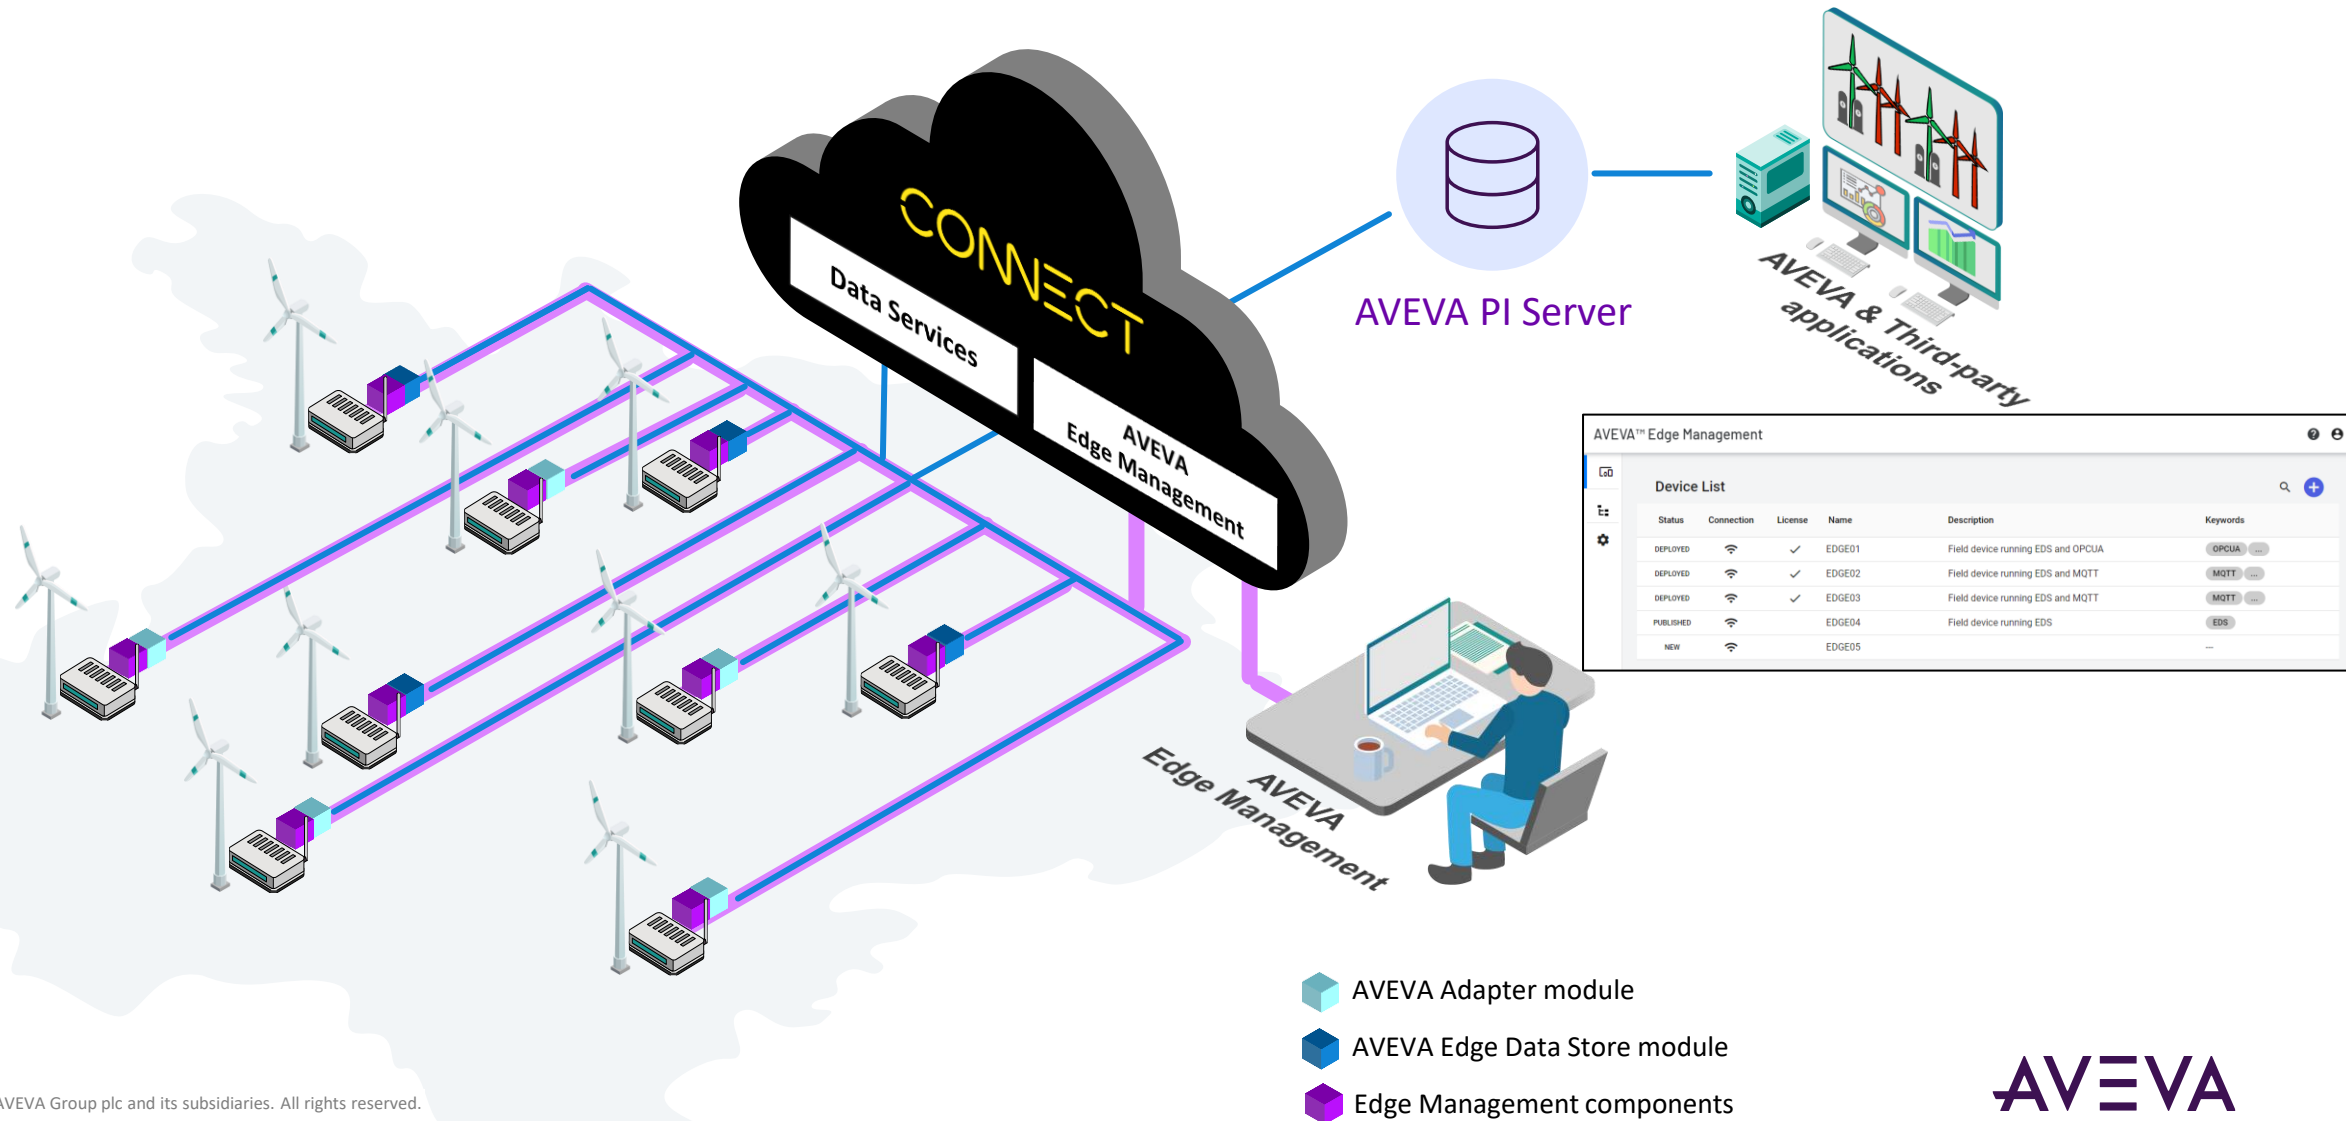 CONNECT
Data Services
AVEVA
Edge Management
AVEVA PI Server
AVEVA & Third-party
applications
AVEVA™ Edge Management
Device List
Status Connection License Name Description Keywords
DEPLOYED EDGE01 Field device running EDS and OPCUA OPCUA ...
DEPLOYED EDGE02 Field device running EDS and MQTT MQTT ...
DEPLOYED EDGE03 Field device running EDS and MQTT MQTT ...
PUBLISHED EDGE04 Field device running EDS EDS
NEW EDGE05 —
AVEVA
Edge Management
AVEVA Adapter module
AVEVA Edge Data Store module
Edge Management components
AVEVA Group plc and its subsidiaries. All rights reserved.
AVEVA